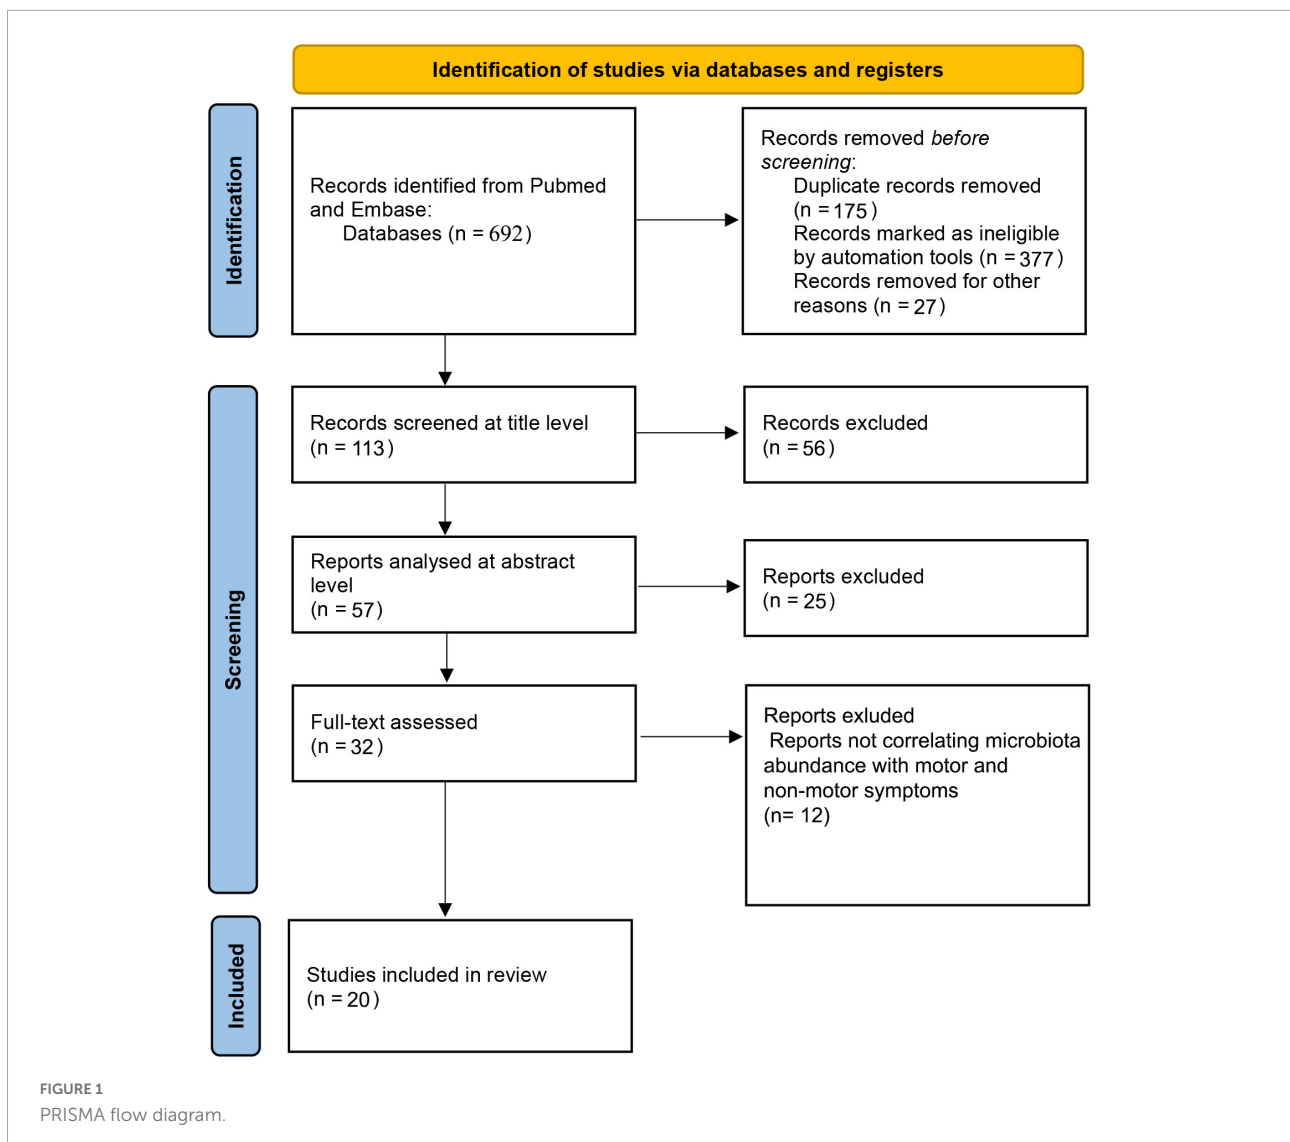 Identification of studies via databases and registers
Identification
Records identified from Pubmed
and Embase:
Databases (n = 692)
Records removed before
screening:
Duplicate records removed
(n = 175)
Records marked as ineligible
by automation tools (n = 377)
Records removed for other
reasons (n = 27)
Screening
Records screened at title level
(n = 113)
Records excluded
(n = 56)
Reports analysed at abstract
level
(n = 57)
Reports excluded
(n = 25)
Full-text assessed
(n = 32)
Reports exluded
Reports not correlating microbiota
abundance with motor and
non-motor symptoms
(n= 12)
Included
Studies included in review
(n = 20)
FIGURE 1
PRISMA flow diagram.